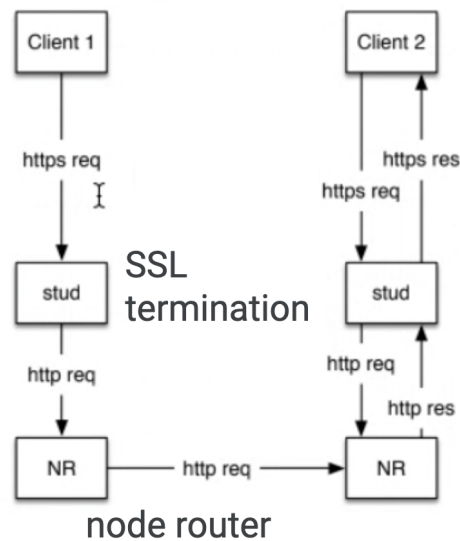 Client 1
Client 2
https req
https res
https req
SSL
termination
stud
stud
http req
http req
http res
NR
http req
NR
node router